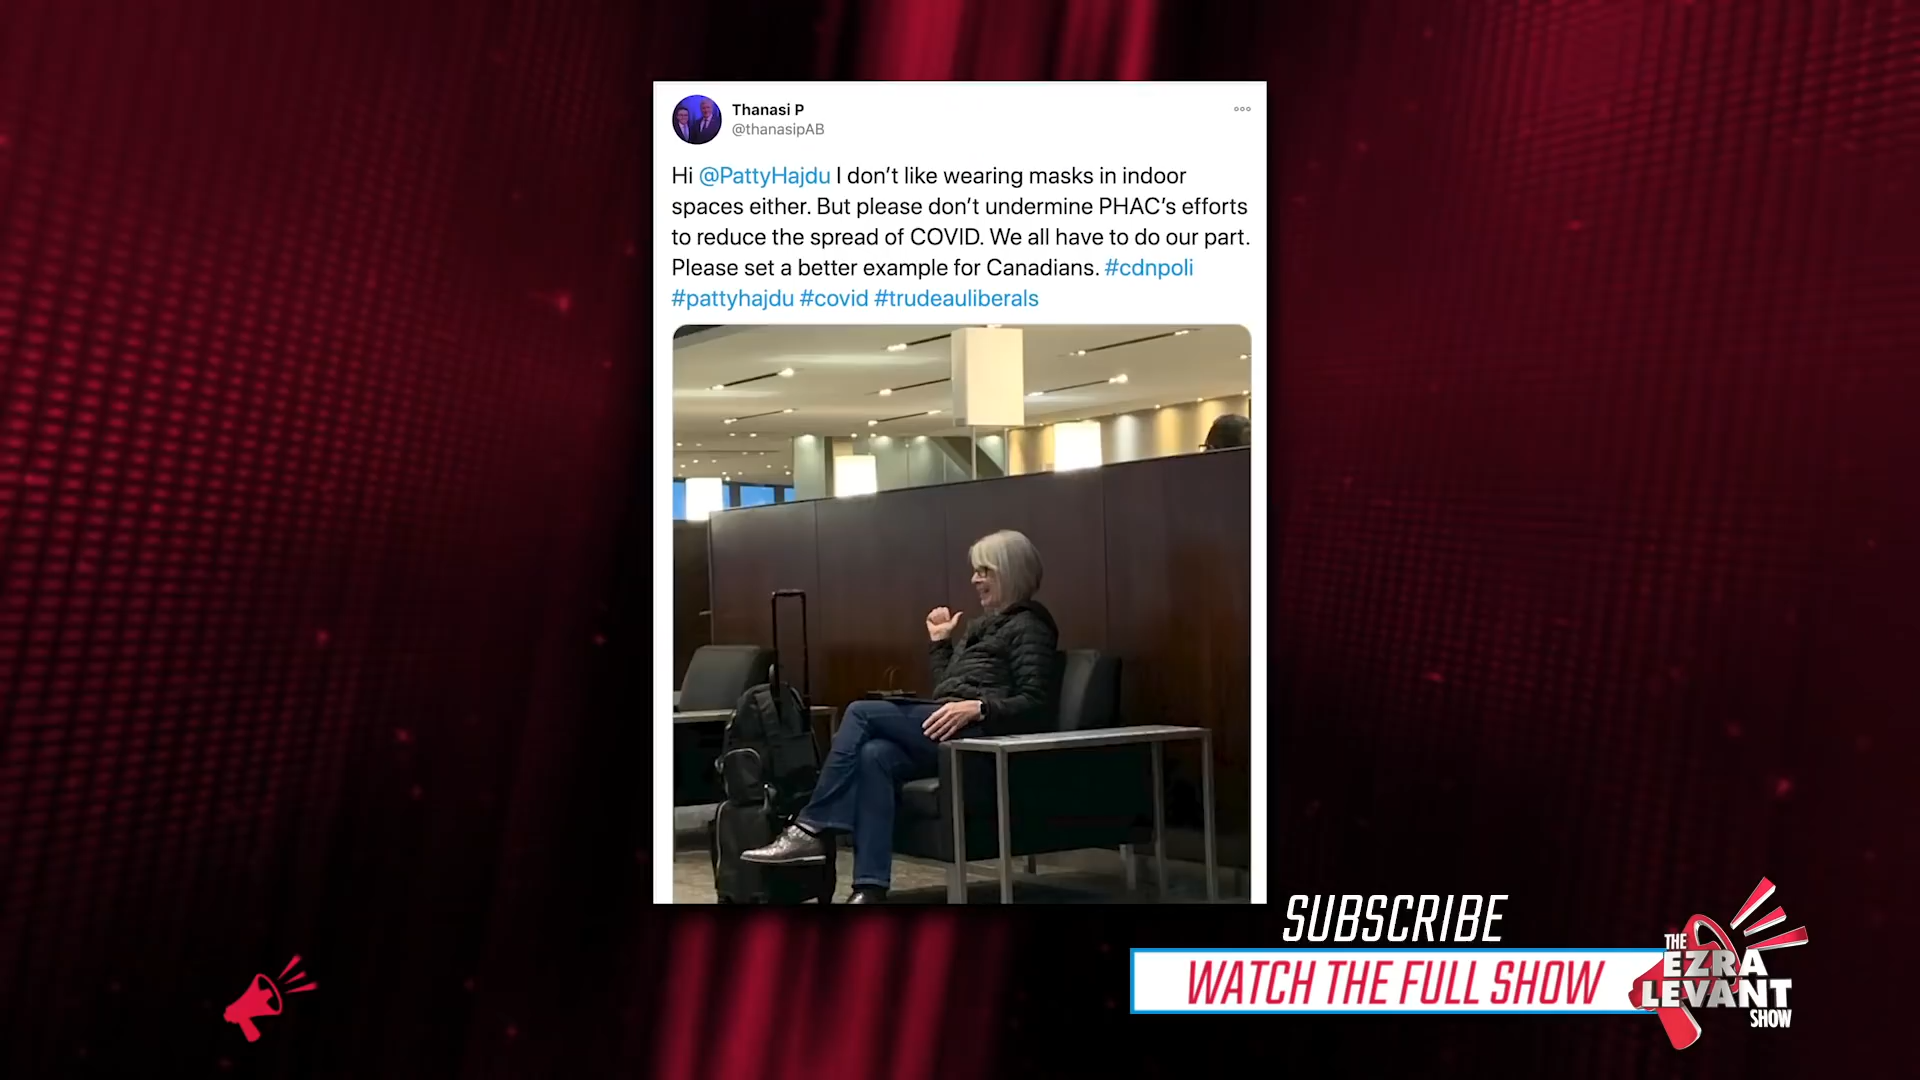 Thanasi P
@thanasipAB
Hi @PattyHajdu I don’t like wearing masks in indoor
spaces either. But please don’t undermine PHAC’s efforts
to reduce the spread of COVID. We all have to do our part.
Please set a better example for Canadians. #cdnpoli
#pattyhajdu #covid #trudeauliberals
SUBSCRIBE
WATCH THE FULL SHOW
THE
EZRA
LEVANT
SHOW